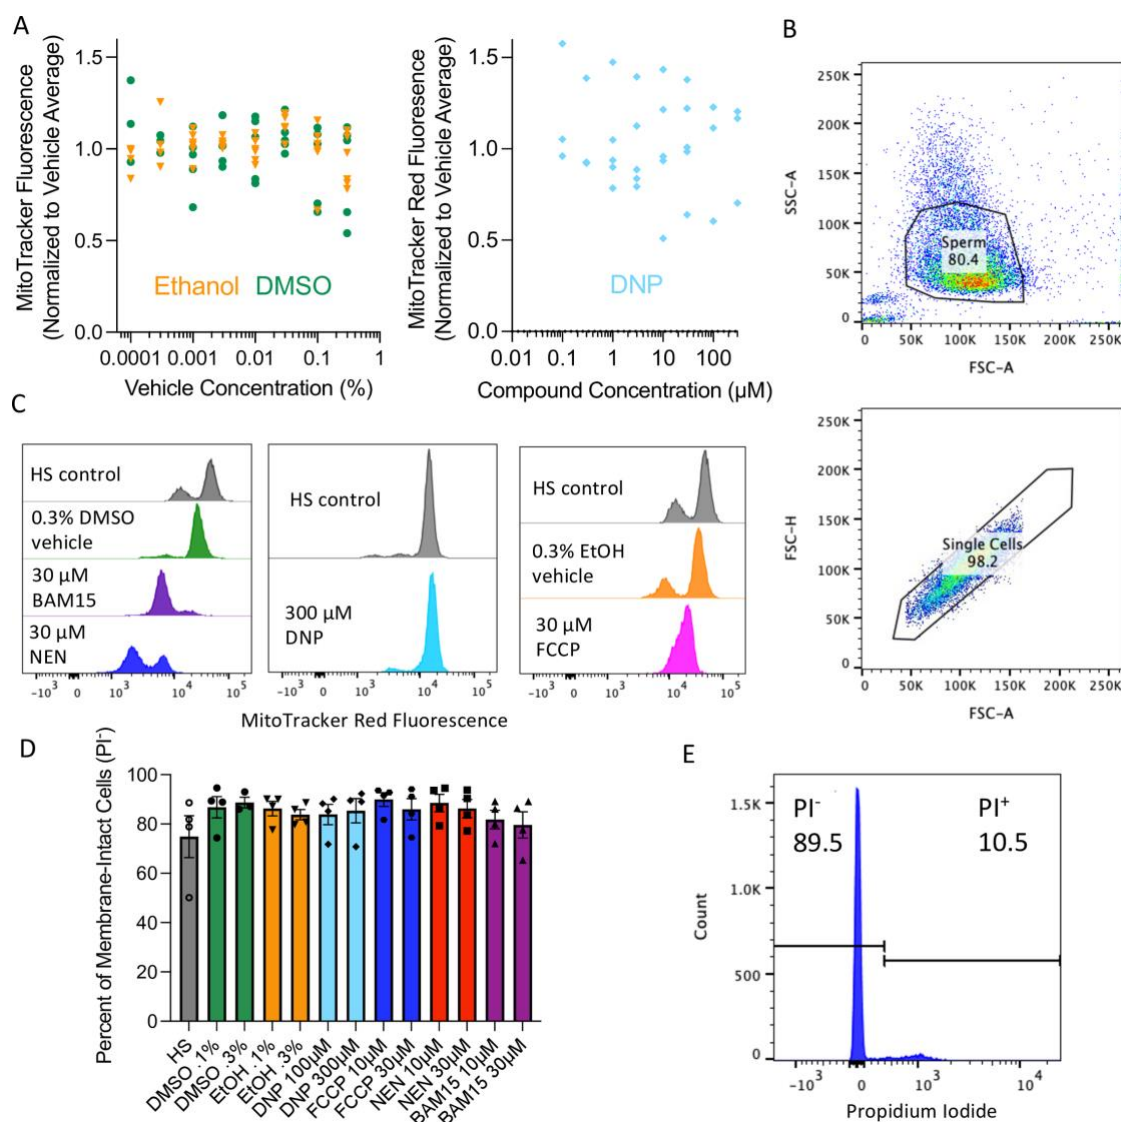 A
MitoTracker Fluorescence
(Normalized to Vehicle Average)
1.5
1.0
0.5
0.0
Ethanol DMSO
0.0001 0.001 0.01 0.1 1
Vehicle Concentration (%)
MitoTracker Red Fluorescence
(Normalized to Vehicle Average)
1.5
1.0
0.5
0.0
DNP
0.01 0.1 1 10 100
Compound Concentration (µM)
B
SSC-A
250K
200K
150K
100K
50K
0
Sperm
80.4
0 50K 100K 150K 200K 250K
FSC-A
FSC-H
250K
200K
150K
100K
50K
0
Single Cells
98.2
0 50K 100K 150K 200K 250K
FSC-A
C
HS control
0.3% DMSO
vehicle
30 µM
BAM15
30 µM
NEN
-10³ 0 10³ 10⁴ 10⁵
HS control
300 µM
DNP
-10³ 0 10³ 10⁴ 10⁵
HS control
0.3% EtOH
vehicle
30 µM
FCCP
-10³ 0 10³ 10⁴ 10⁵
MitoTracker Red Fluorescence
D
Percent of Membrane-Intact Cells (PI⁻)
100
80
60
40
20
0
HS
DMSO .1%
DMSO .3%
EtOH .1%
EtOH .3%
DNP 100µM
DNP 300µM
FCCP 10µM
FCCP 30µM
NEN 10µM
NEN 30µM
BAM15 10µM
BAM15 30µM
E
Count
1.5K
1.0K
500
0
PI⁻
89.5
PI⁺
10.5
-10³ 0 10³ 10⁴
Propidium Iodide